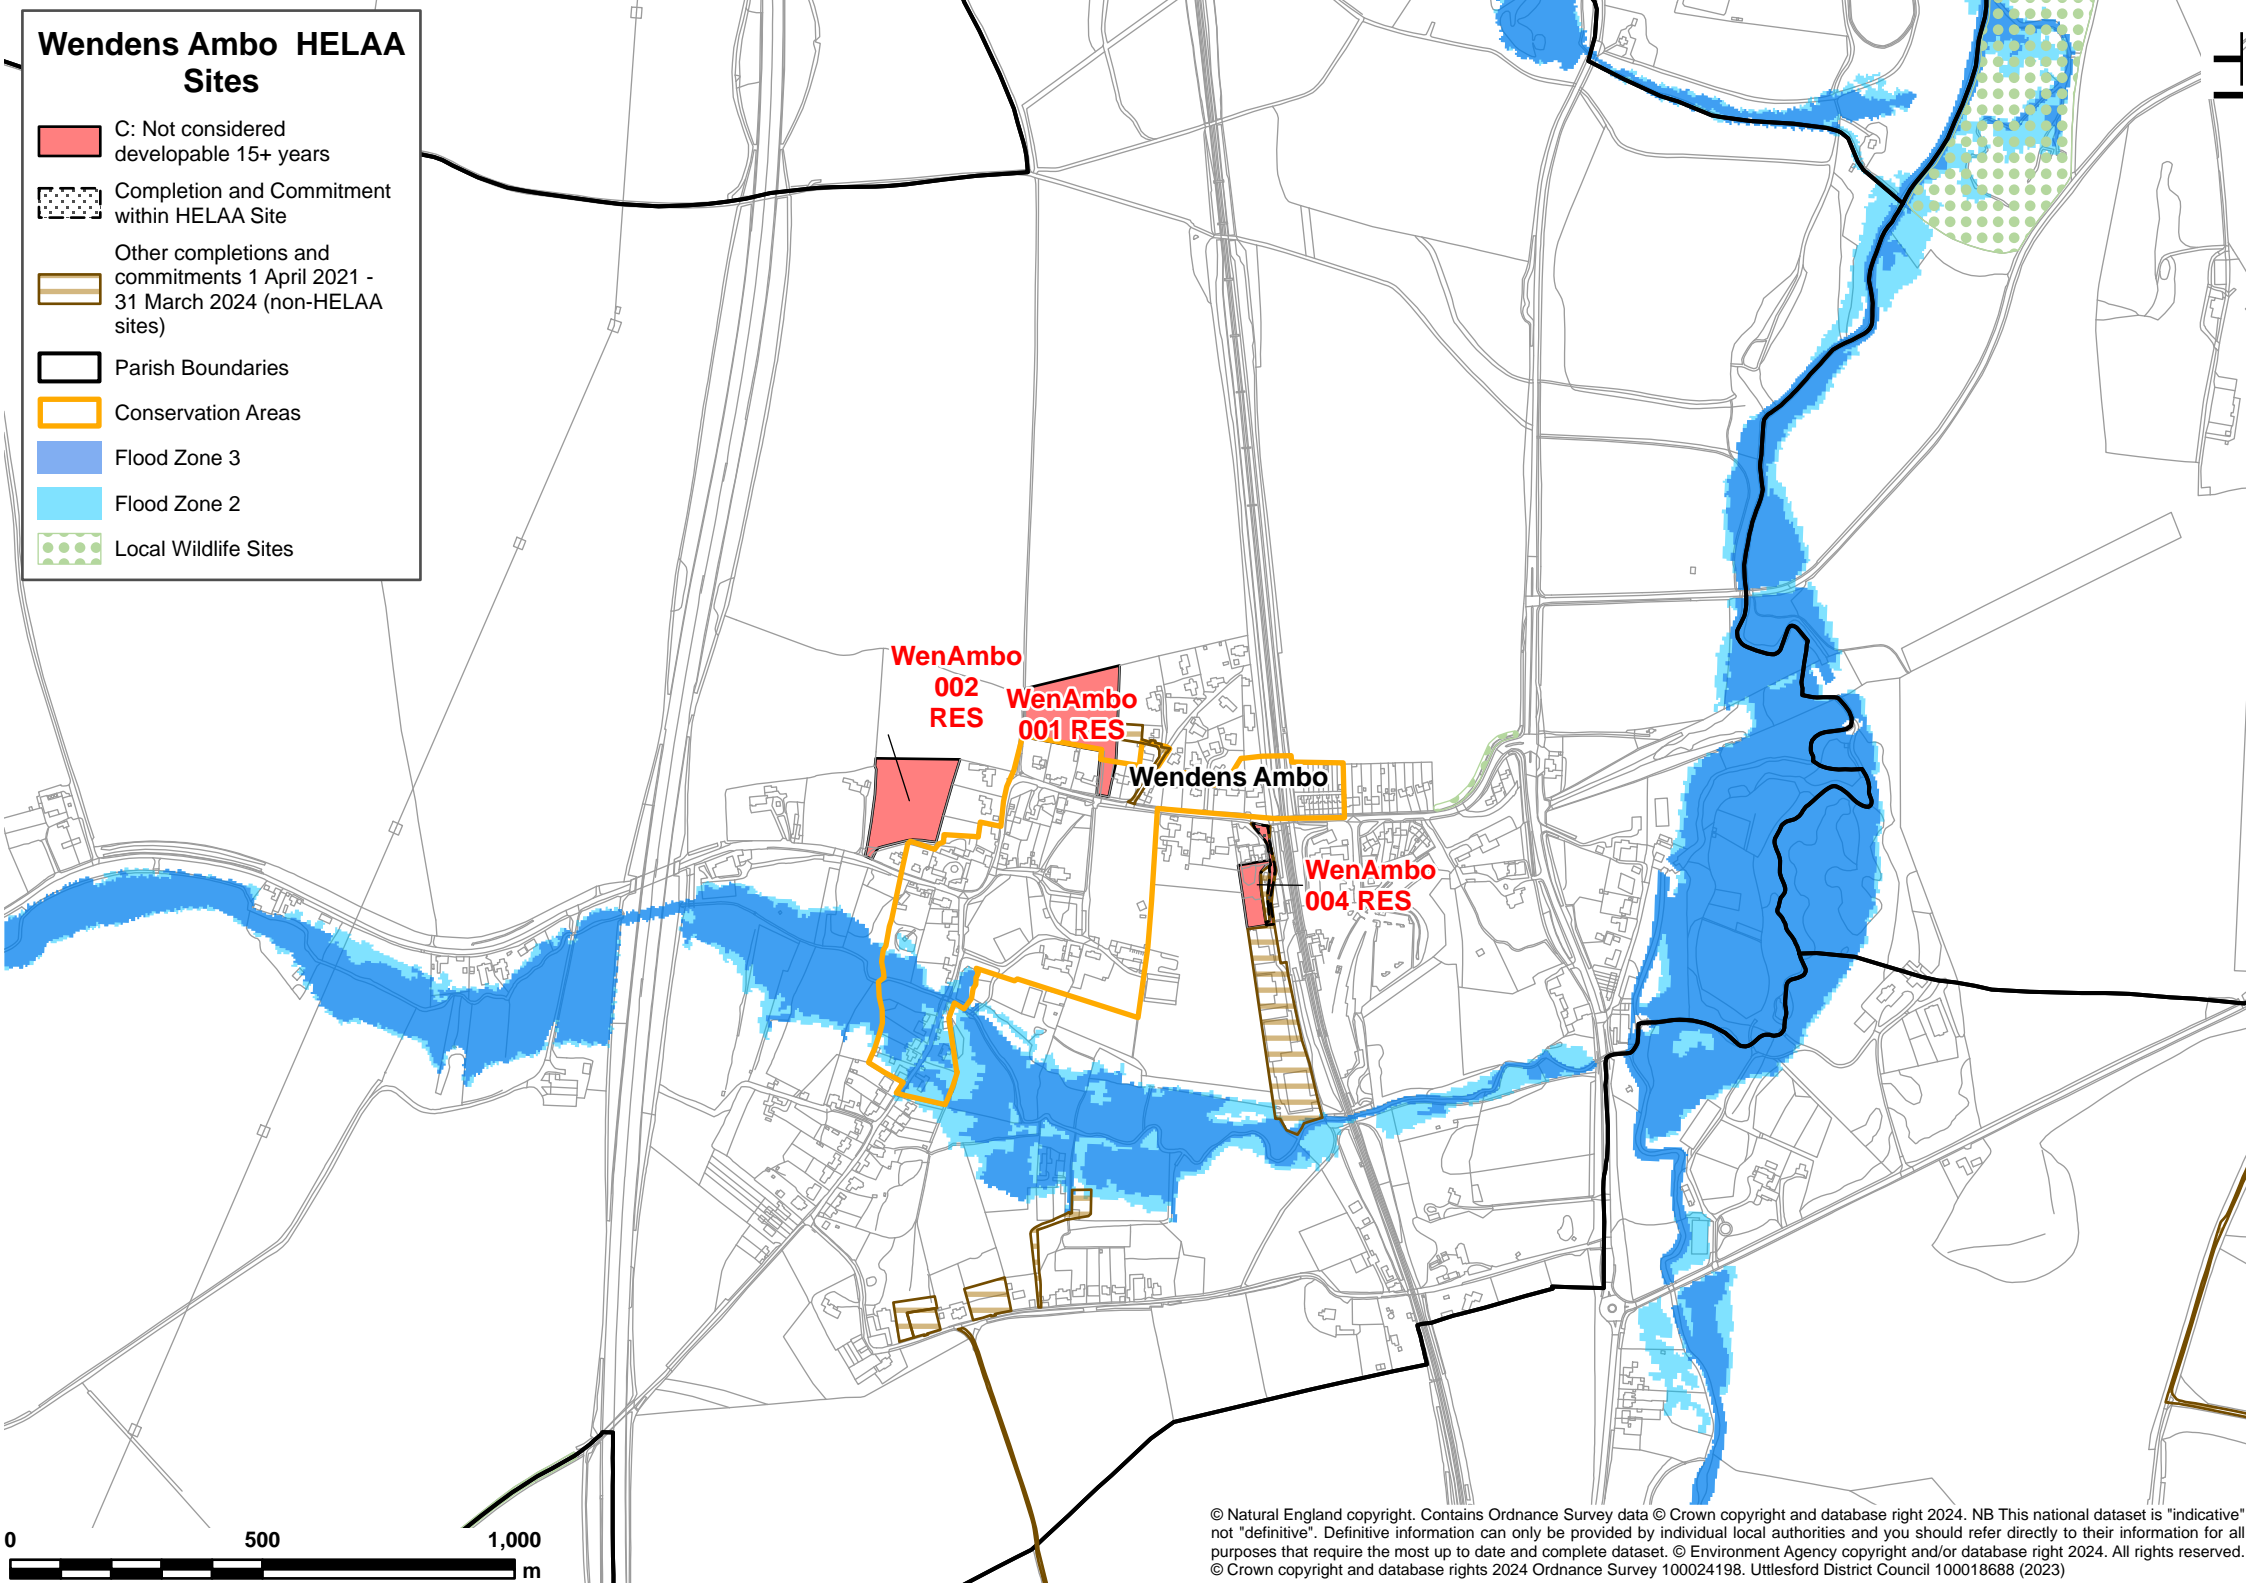 Wendens Ambo HELAA
Sites
C: Not considered
developable 15+ years
Completion and Commitment
within HELAA Site
Other completions and
commitments 1 April 2021 -
31 March 2024 (non-HELAA
sites)
Parish Boundaries
Conservation Areas
Flood Zone 3
Flood Zone 2
Local Wildlife Sites
WenAmbo
002
RES
WenAmbo
001 RES
Wendens Ambo
WenAmbo
004 RES
0 500 1,000
m
© Natural England copyright. Contains Ordnance Survey data © Crown copyright and database right 2024. NB This national dataset is "indicative"
not "definitive". Definitive information can only be provided by individual local authorities and you should refer directly to their information for all
purposes that require the most up to date and complete dataset. © Environment Agency copyright and/or database right 2024. All rights reserved.
© Crown copyright and database rights 2024 Ordnance Survey 100024198. Uttlesford District Council 100018688 (2023)